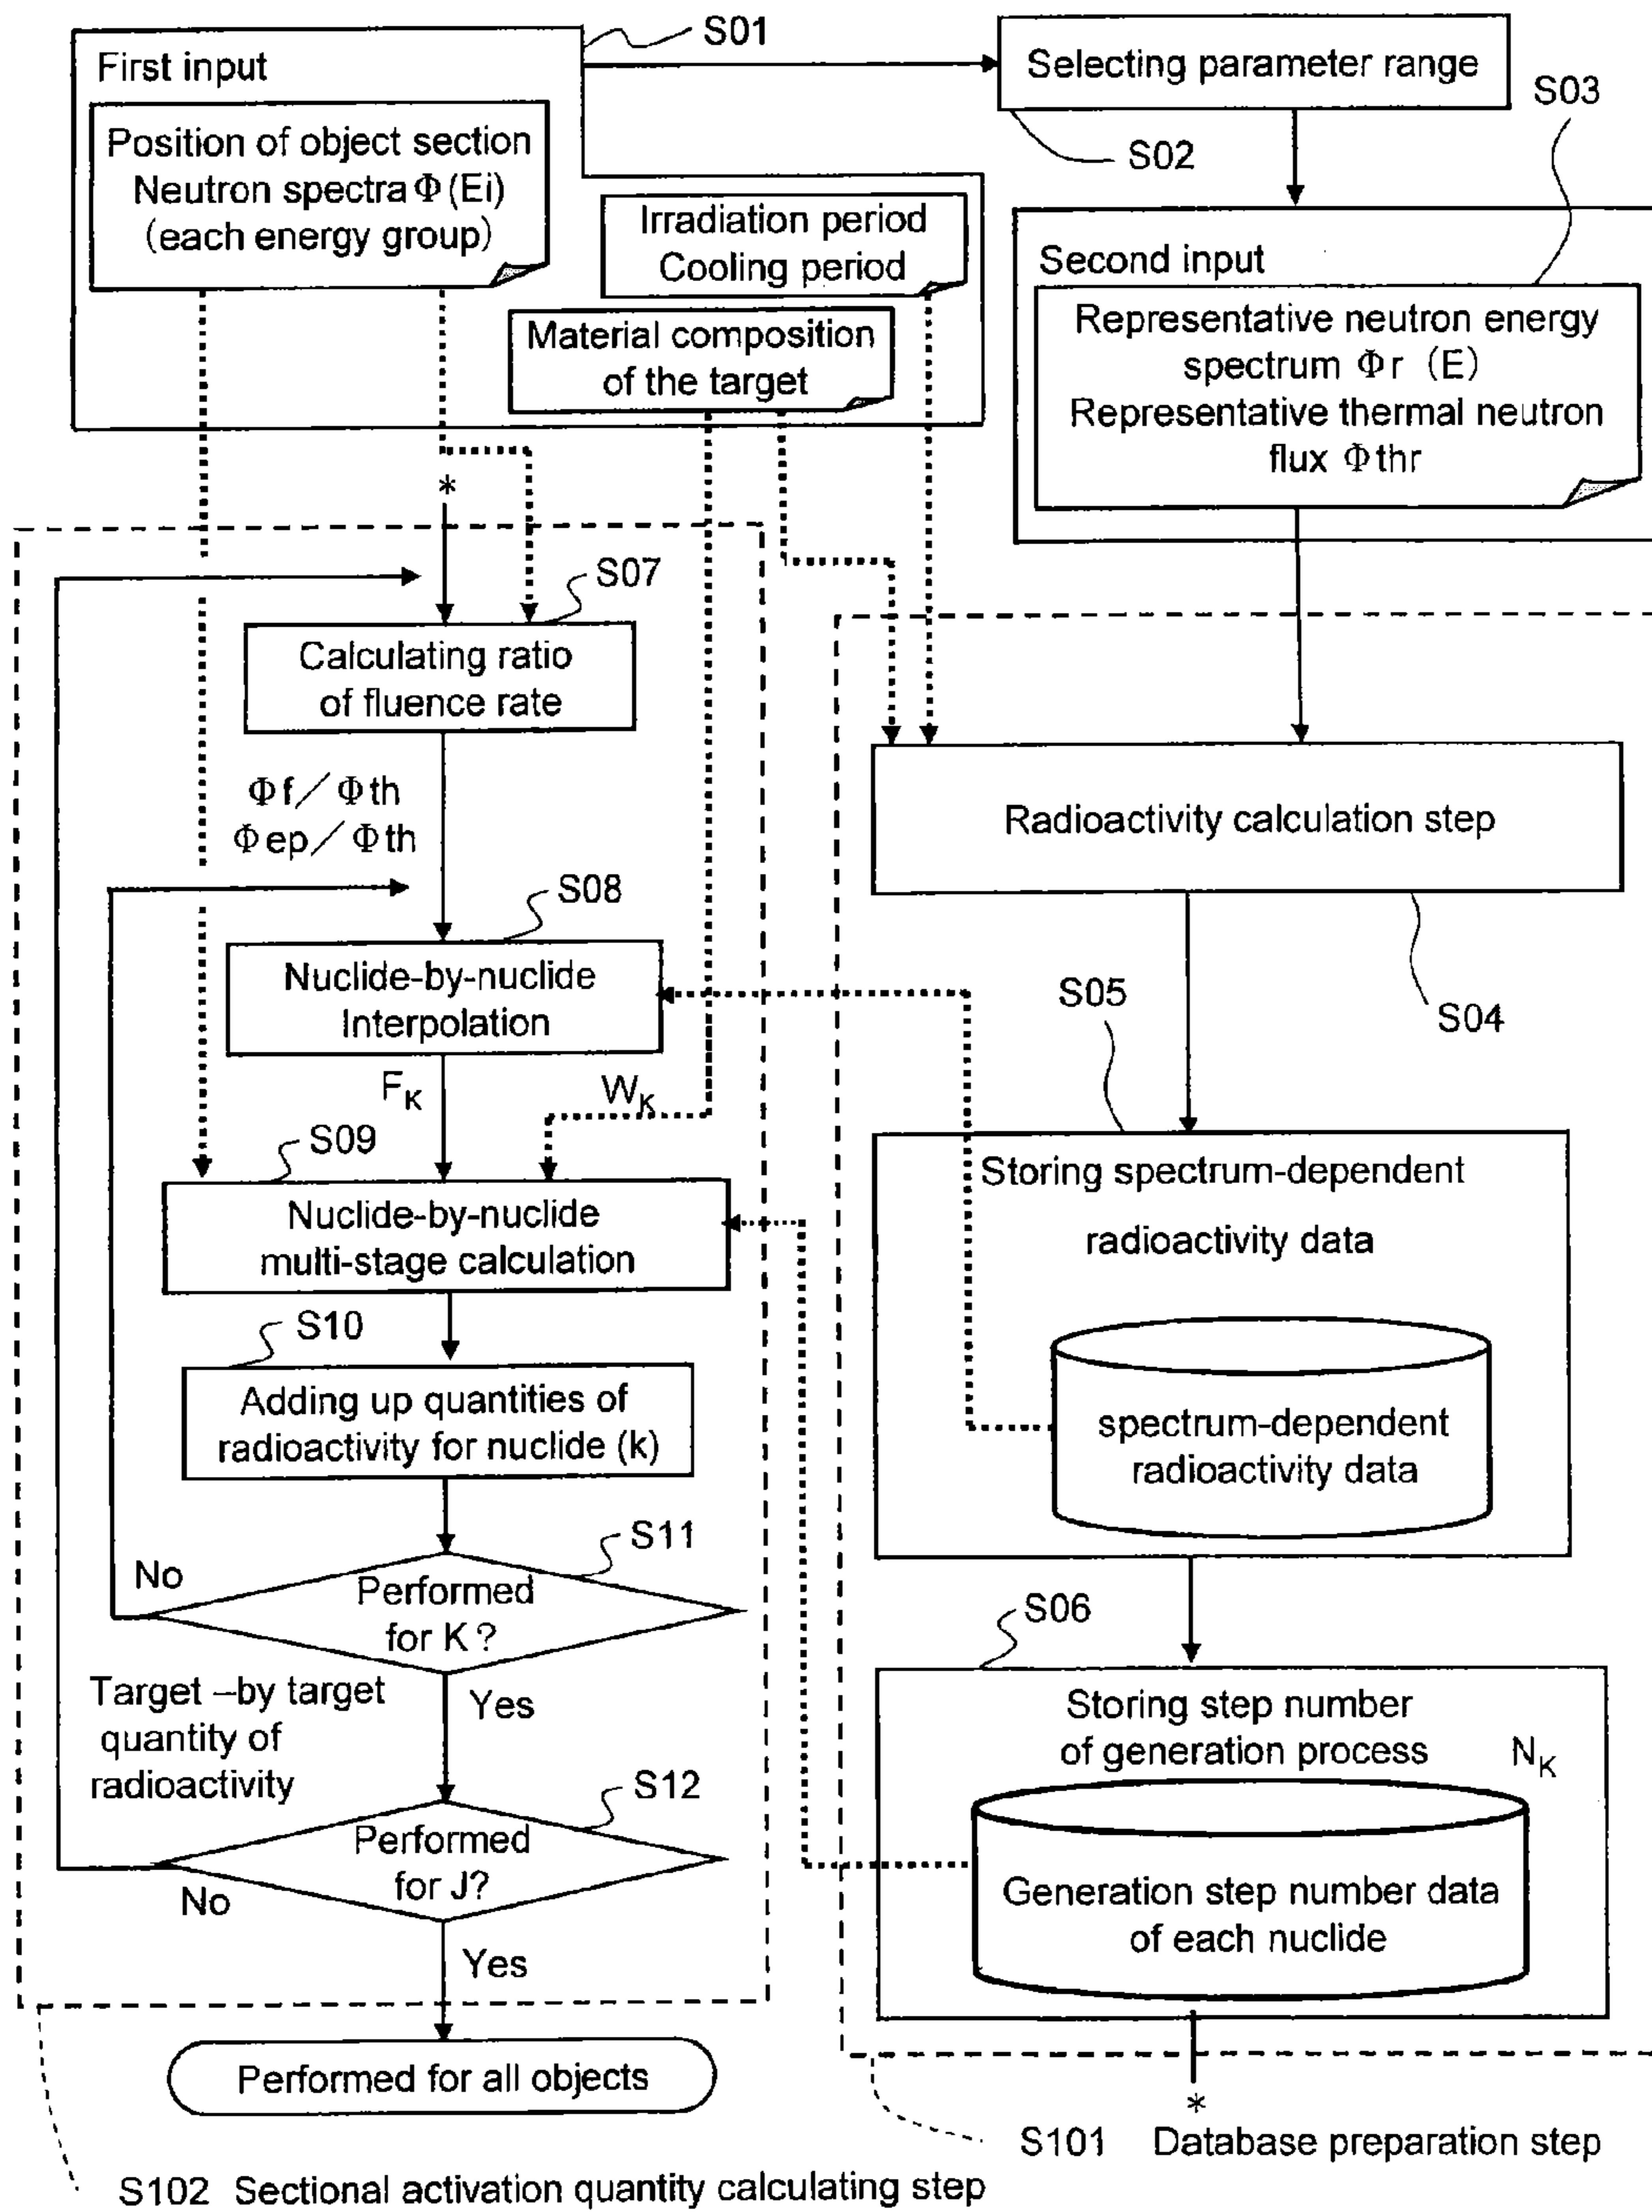 S01
First input
Position of object section
Neutron spectra Φ(Ei)
(each energy group)
Irradiation period
Cooling period
Material composition
of the target
Selecting parameter range
S02
S03
Second input
Representative neutron energy
spectrum Φr (E)
Representative thermal neutron
flux Φthr
*
S07
Calculating ratio
of fluence rate
Φf/Φth
Φep/Φth
S08
Nuclide-by-nuclide
Interpolation
FK
WK
S09
Nuclide-by-nuclide
multi-stage calculation
S10
Adding up quantities of
radioactivity for nuclide (k)
S11
Performed
for K?
No
Yes
Target –by target
quantity of
radioactivity
S12
Performed
for J?
No
Yes
Performed for all objects
S102 Sectional activation quantity calculating step
Radioactivity calculation step
S04
S05
Storing spectrum-dependent
radioactivity data
spectrum-dependent
radioactivity data
S06
Storing step number
of generation process
NK
Generation step number data
of each nuclide
*
S101 Database preparation step